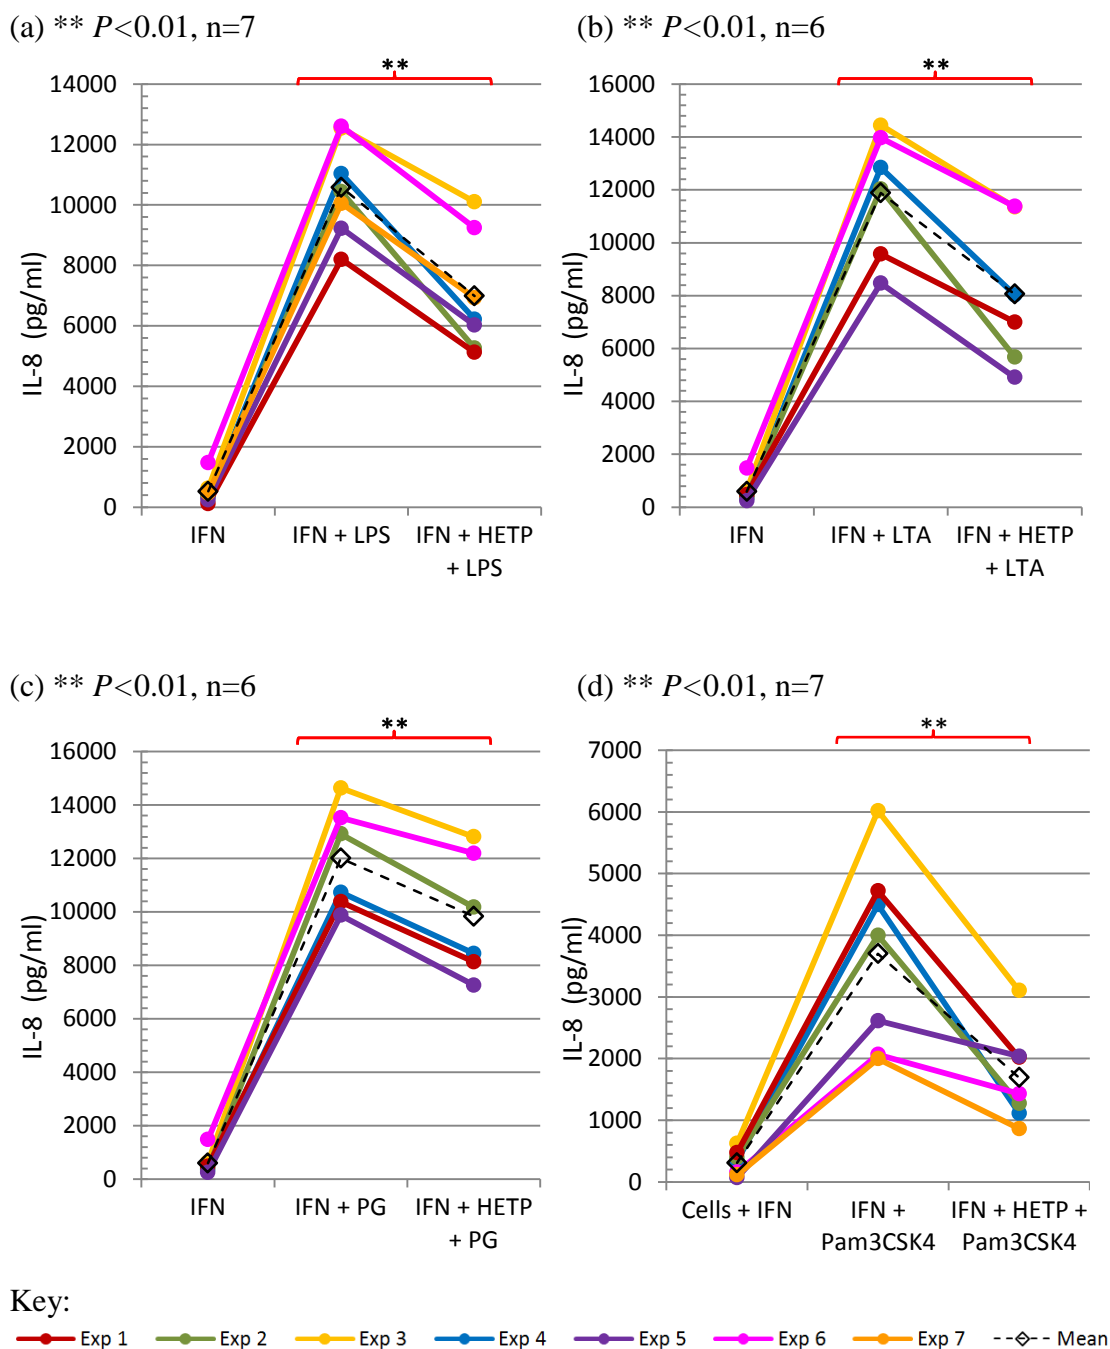 (a) ** P<0.01, n=7
**
14000
12000
10000
8000
6000
4000
2000
0
IL-8 (pg/ml)
IFN
IFN + LPS
IFN + HETP
+ LPS
(b) ** P<0.01, n=6
**
16000
14000
12000
10000
8000
6000
4000
2000
0
IL-8 (pg/ml)
IFN
IFN + LTA
IFN + HETP
+ LTA
(c) ** P<0.01, n=6
**
16000
14000
12000
10000
8000
6000
4000
2000
0
IL-8 (pg/ml)
IFN
IFN + PG
IFN + HETP
+ PG
(d) ** P<0.01, n=7
**
7000
6000
5000
4000
3000
2000
1000
0
IL-8 (pg/ml)
Cells + IFN
IFN +
Pam3CSK4
IFN + HETP +
Pam3CSK4
Key:
Exp 1 Exp 2 Exp 3 Exp 4 Exp 5 Exp 6 Exp 7 Mean